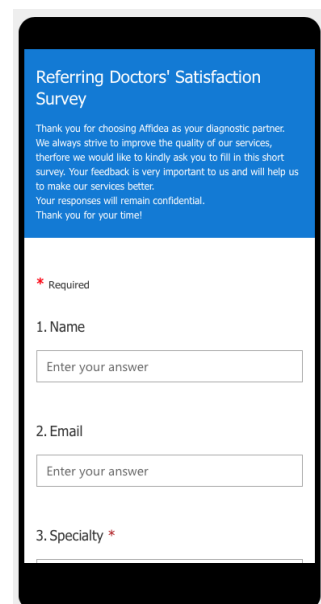 Referring Doctors' Satisfaction
Survey
Thank you for choosing Affidea as your diagnostic partner.
We always strive to improve the quality of our services,
therfore we would like to kindly ask you to fill in this short
survey. Your feedback is very important to us and will help us
to make our services better.
Your responses will remain confidential.
Thank you for your time!
* Required
1. Name
Enter your answer
2. Email
Enter your answer
3. Specialty *